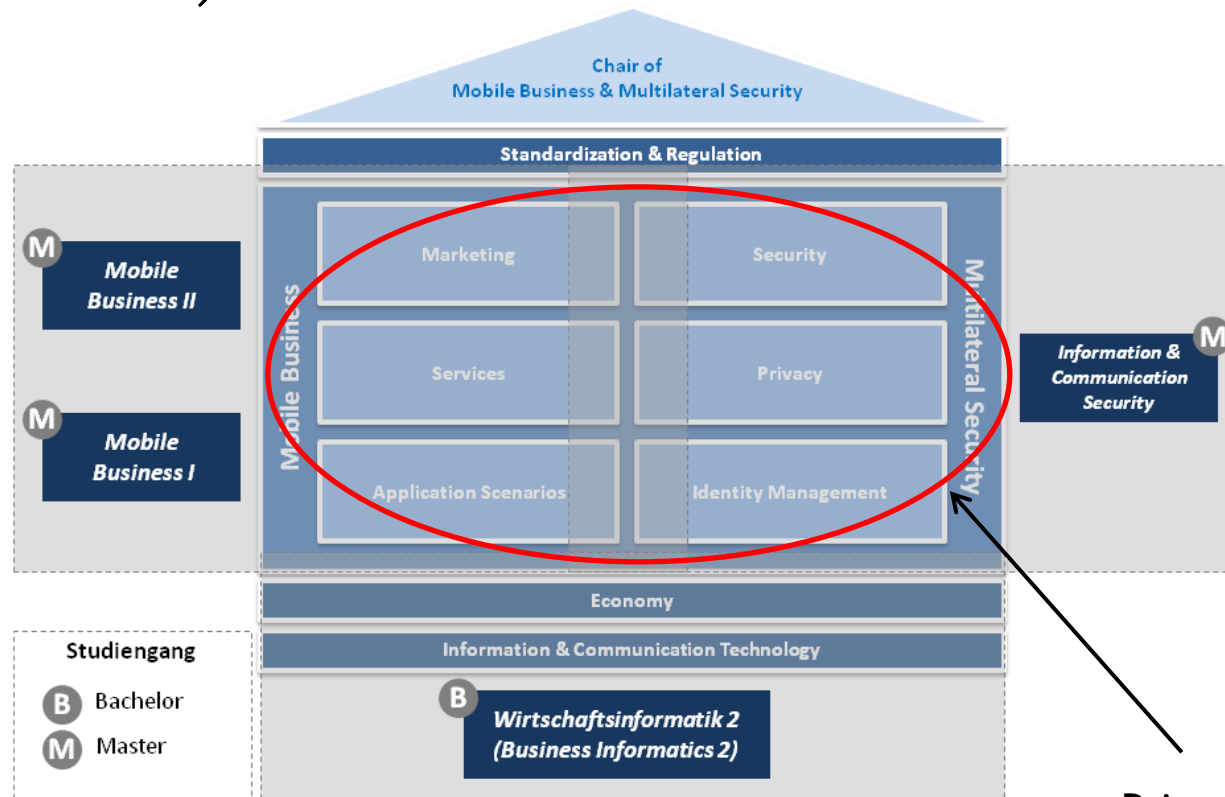 Chair of
Mobile Business & Multilateral Security
Standardization & Regulation
M
Mobile
Business II
M
Mobile
Business I
Mobile Business
Marketing
Security
Services
Privacy
Application Scenarios
Identity Management
Multilateral Security
M
Information &
Communication
Security
Economy
Information & Communication Technology
Studiengang
B Bachelor
M Master
B
Wirtschaftsinformatik 2
(Business Informatics 2)